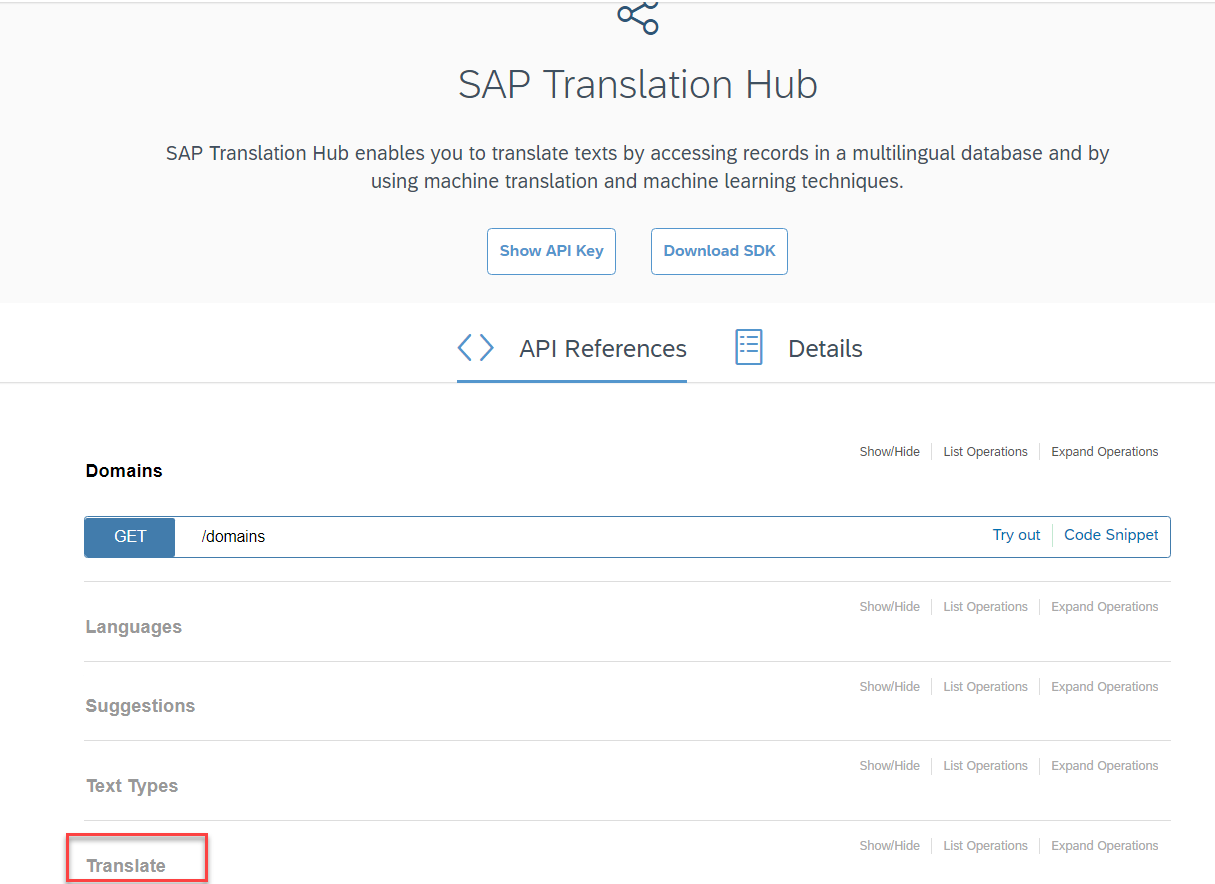 SAP Translation Hub
SAP Translation Hub enables you to translate texts by accessing records in a multilingual database and by
using machine translation and machine learning techniques.
Show API Key
Download SDK
API References
Details
Show/Hide
List Operations
Expand Operations
Domains
GET
/domains
Try out
Code Snippet
Show/Hide
List Operations
Expand Operations
Languages
Show/Hide
List Operations
Expand Operations
Suggestions
Show/Hide
List Operations
Expand Operations
Text Types
Show/Hide
List Operations
Expand Operations
Translate